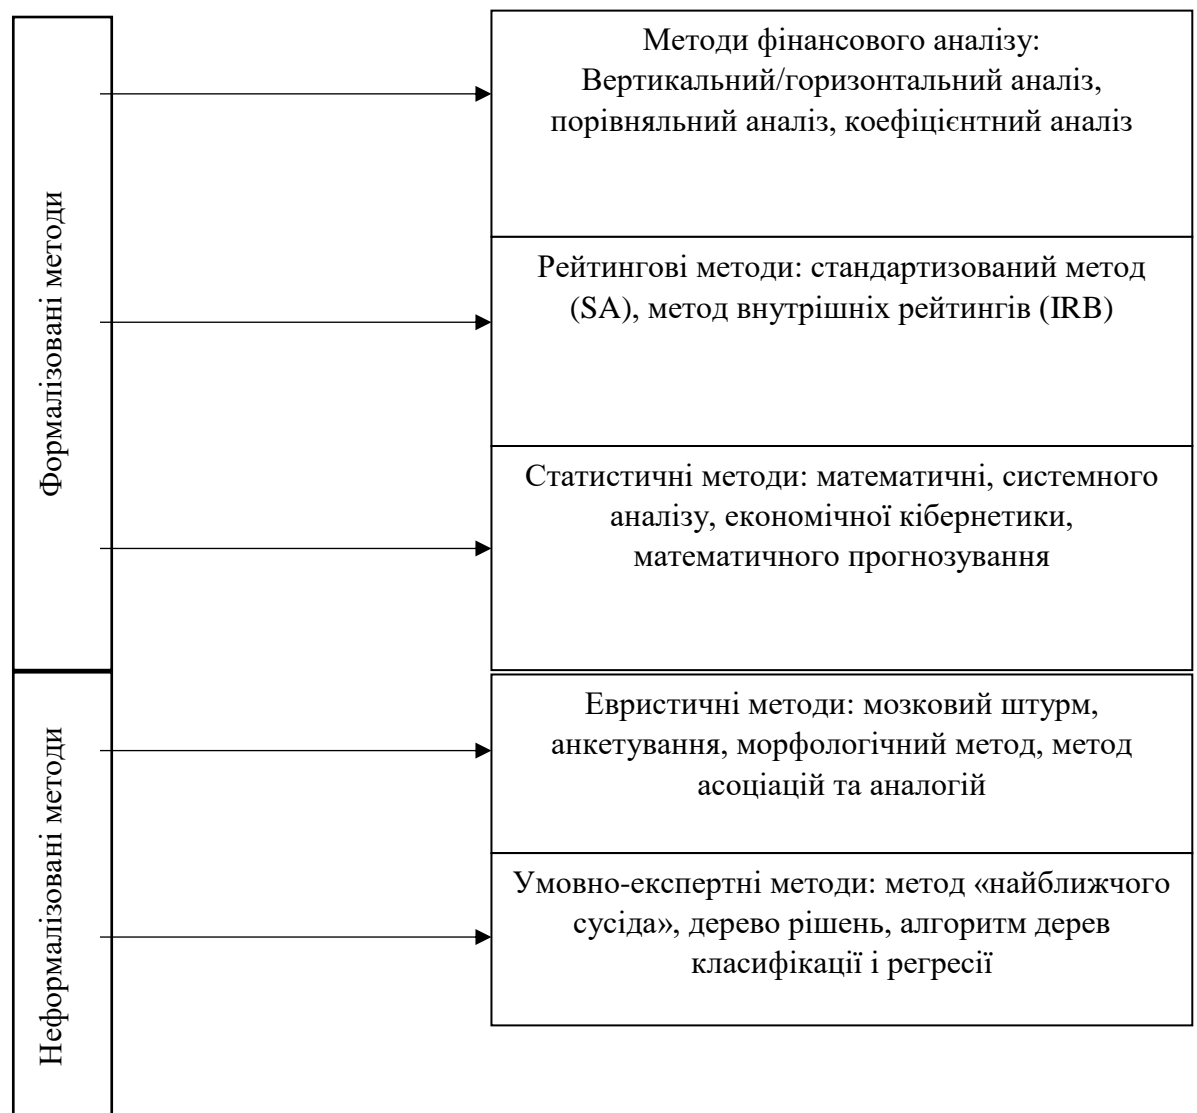 Формалізовані методи
Методи фінансового аналізу:
Вертикальний/горизонтальний аналіз,
порівняльний аналіз, коефіцієнтний аналіз
Рейтингові методи: стандартизований метод
(SA), метод внутрішніх рейтингів (IRB)
Статистичні методи: математичні, системного
аналізу, економічної кібернетики,
математичного прогнозування
Неформалізовані методи
Евристичні методи: мозковий штурм,
анкетування, морфологічний метод, метод
асоціацій та аналогій
Умовно-експертні методи: метод «найближчого
сусіда», дерево рішень, алгоритм дерев
класифікації і регресії